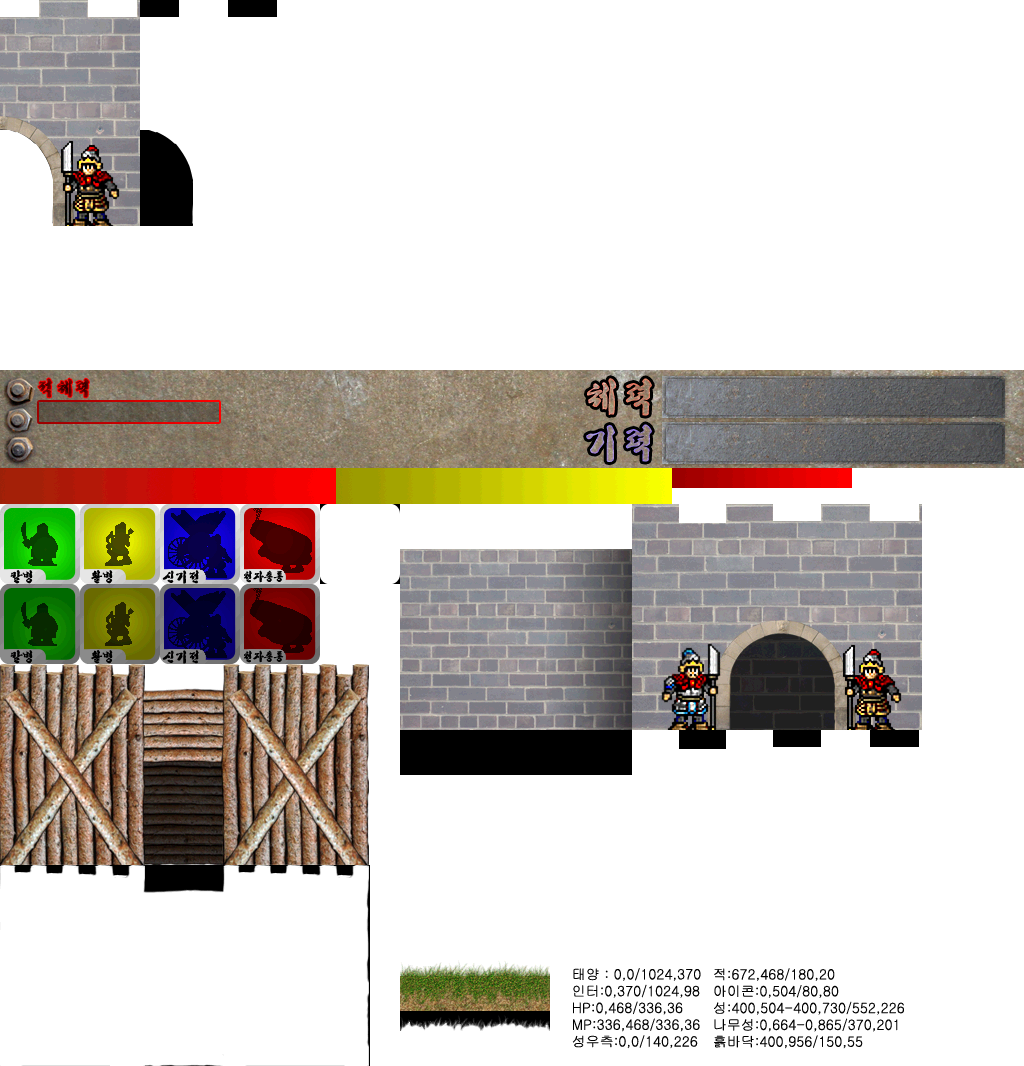 적 체력
체력
기력
칼병 활병 신기전 천자총통
칼병 활병 신기전 천자총통
태양 : 0,0/1024,370 적:672,468/180,20
인터:0,370/1024,98 아이콘:0,504/80,80
HP:0,468/336,36 성:400,504-400,730/552,226
MP:336,468/336,36 나무성:0,664-0,865/370,201
성우측:0,0/140,226 흙바닥:400,956/150,55